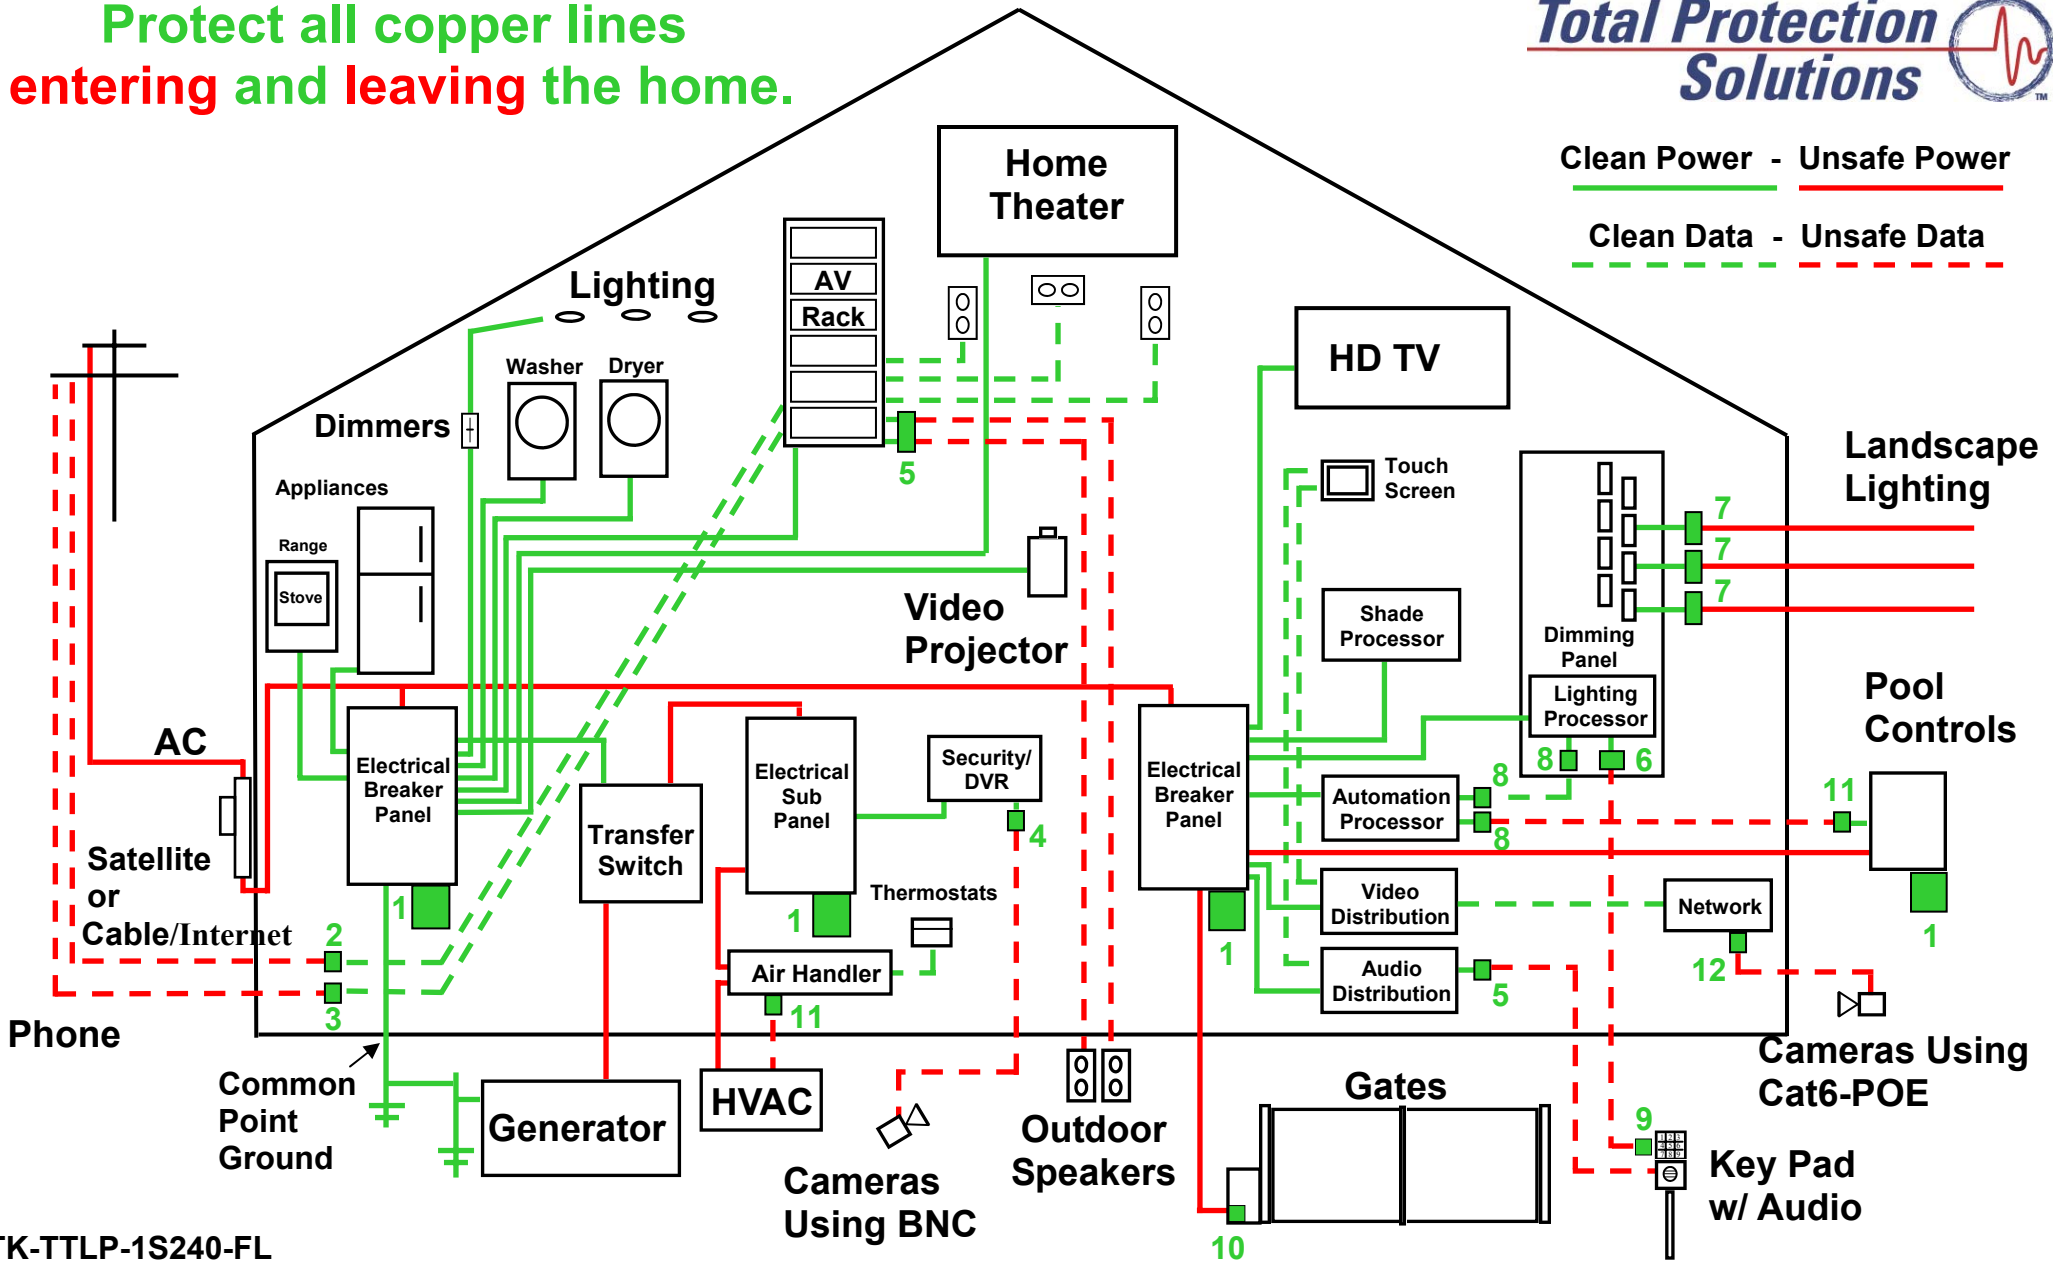 Protect all copper lines
entering and leaving the home.
Total Protection
Solutions
TM
Clean Power - Unsafe Power
Clean Data - Unsafe Data
Home
Theater
AV
Rack
Lighting
Washer
Dryer
Dimmers
5
HD TV
Touch
Screen
Landscape
Lighting
7
7
7
Appliances
Range
Stove
Video
Projector
Shade
Processor
Dimming
Panel
Lighting
Processor
8
6
Pool
Controls
11
1
AC
Electrical
Breaker
Panel
1
Transfer
Switch
Electrical
Sub
Panel
1
Security/
DVR
4
Thermostats
Air Handler
11
Electrical
Breaker
Panel
1
Automation
Processor
8
8
Video
Distribution
Network
12
Audio
Distribution
5
Satellite
or
Cable/Internet
2
3
Phone
Common
Point
Ground
Generator
HVAC
Cameras
Using BNC
Outdoor
Speakers
Gates
10
Cameras Using
Cat6-POE
9
Key Pad
w/ Audio
TK-TTLP-1S240-FL